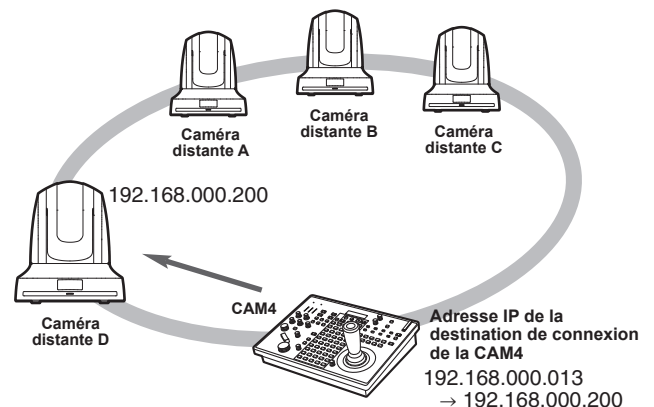 Caméra
distante A
Caméra
distante B
Caméra
distante C
192.168.000.200
Caméra
distante D
CAM4
Adresse IP de la
destination de connexion
de la CAM4
192.168.000.013
→ 192.168.000.200